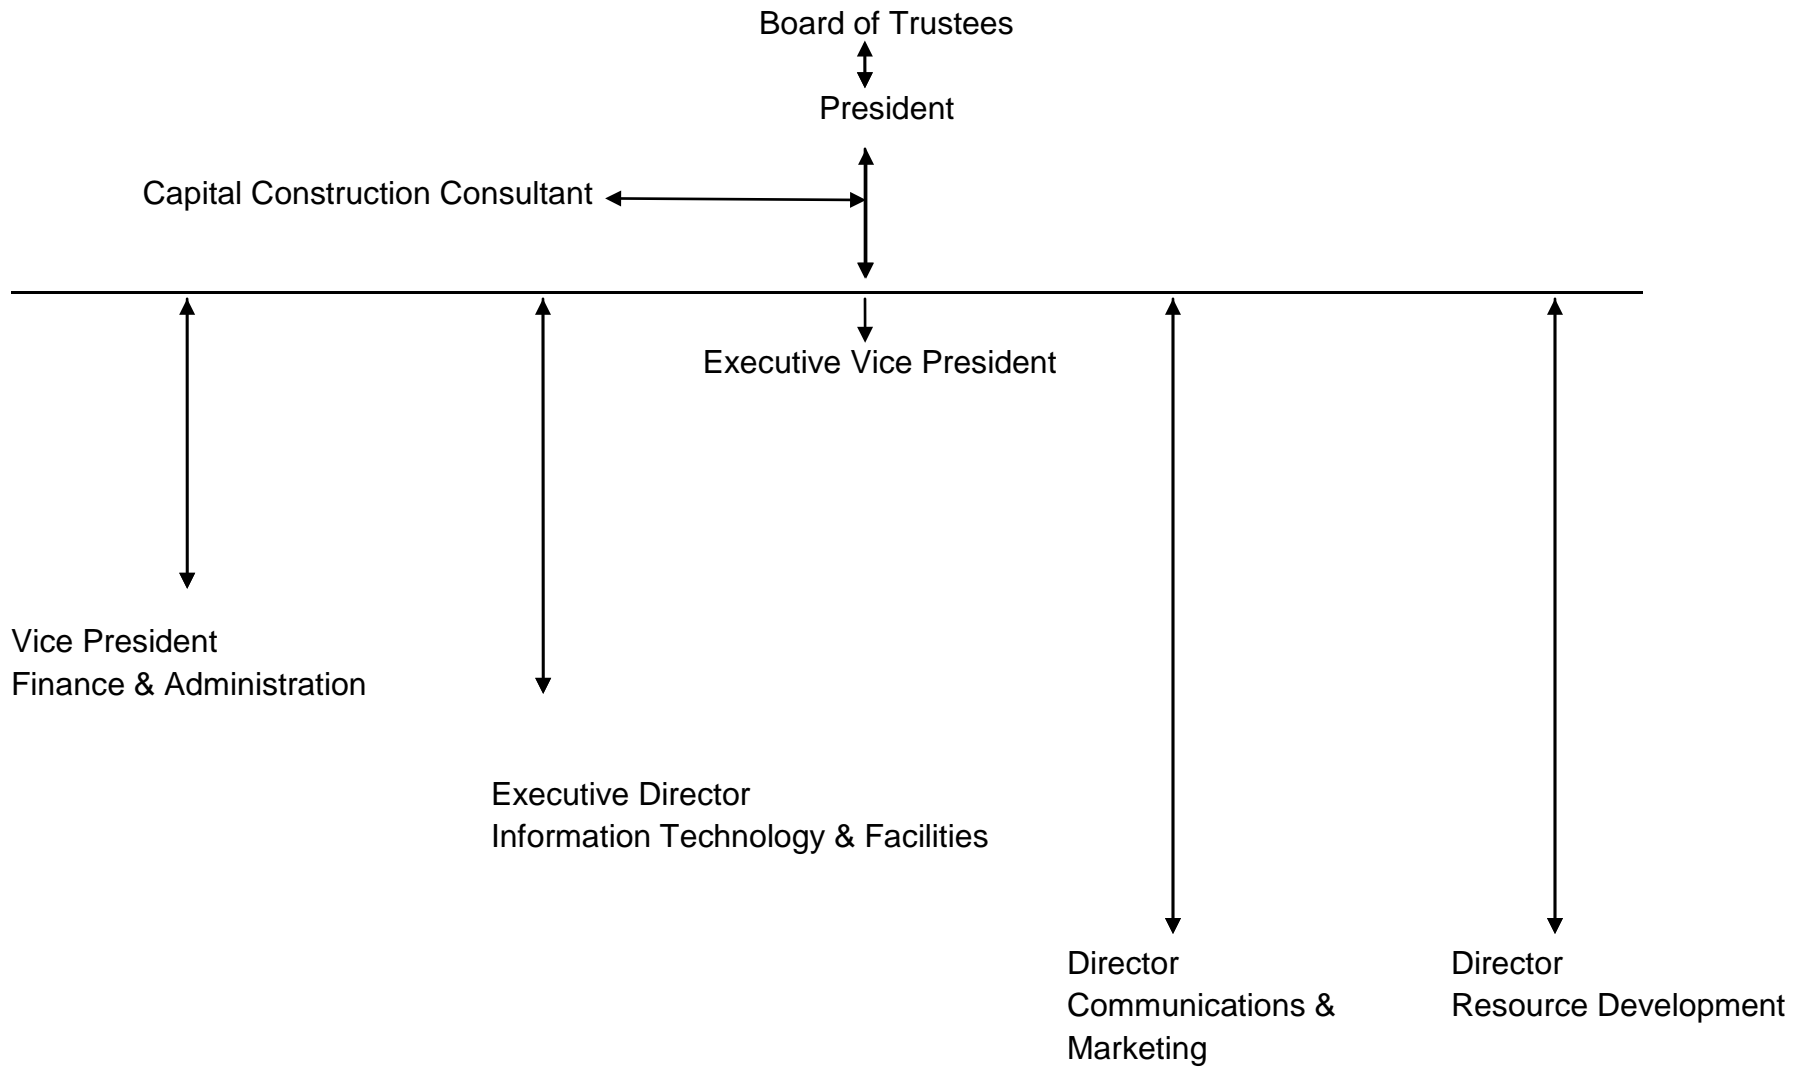 Board of Trustees
President
Capital Construction Consultant
Executive Vice President
Vice President
Finance & Administration
Executive Director
Information Technology & Facilities
Director
Communications &
Marketing
Director
Resource Development